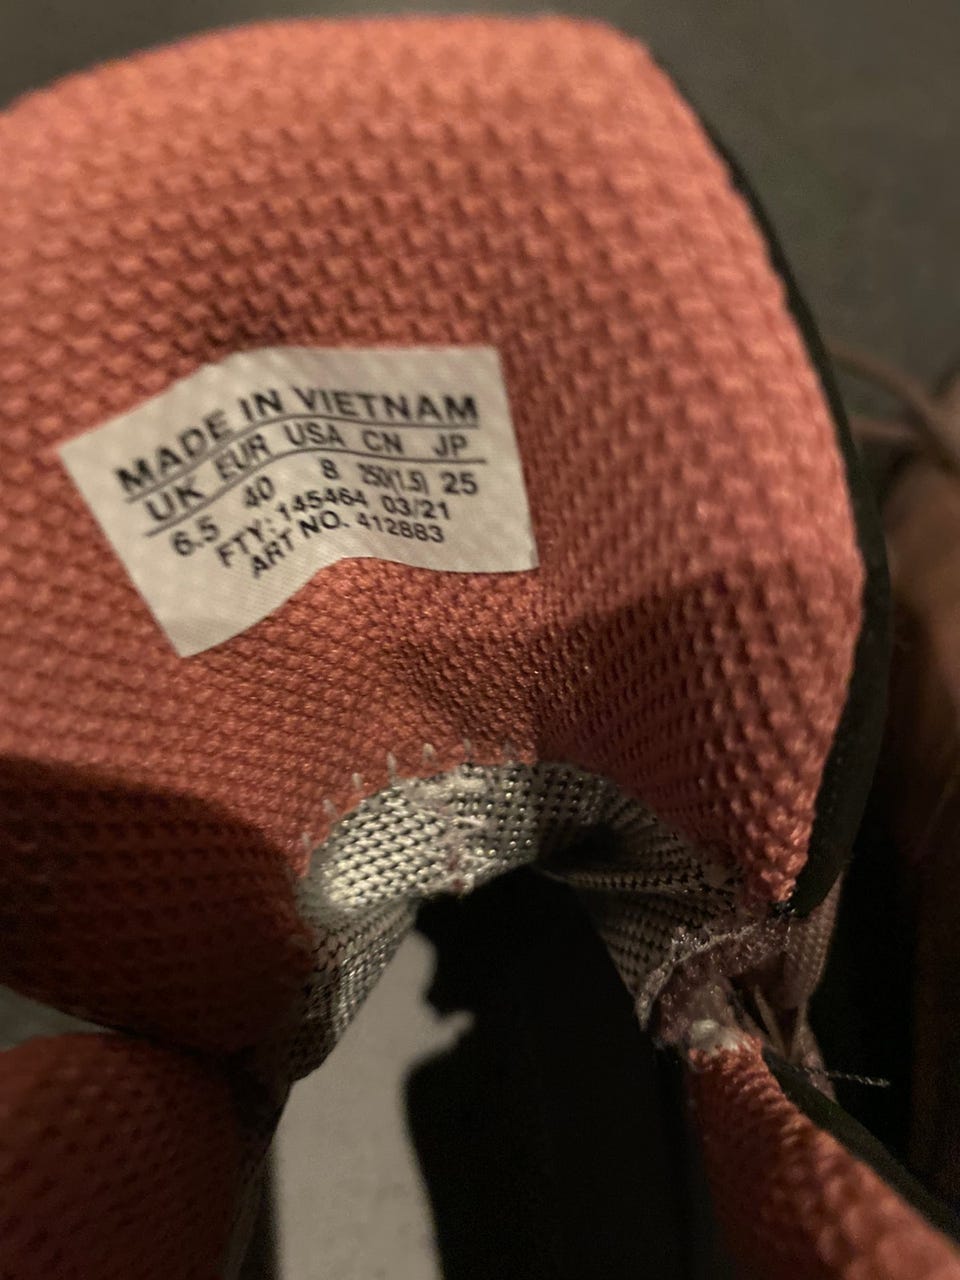 MADE IN VIETNAM
UK EUR USA CN JP
6.5 40 8 250(1.5) 25
FTY: 145464 03/21
ART NO. 412883